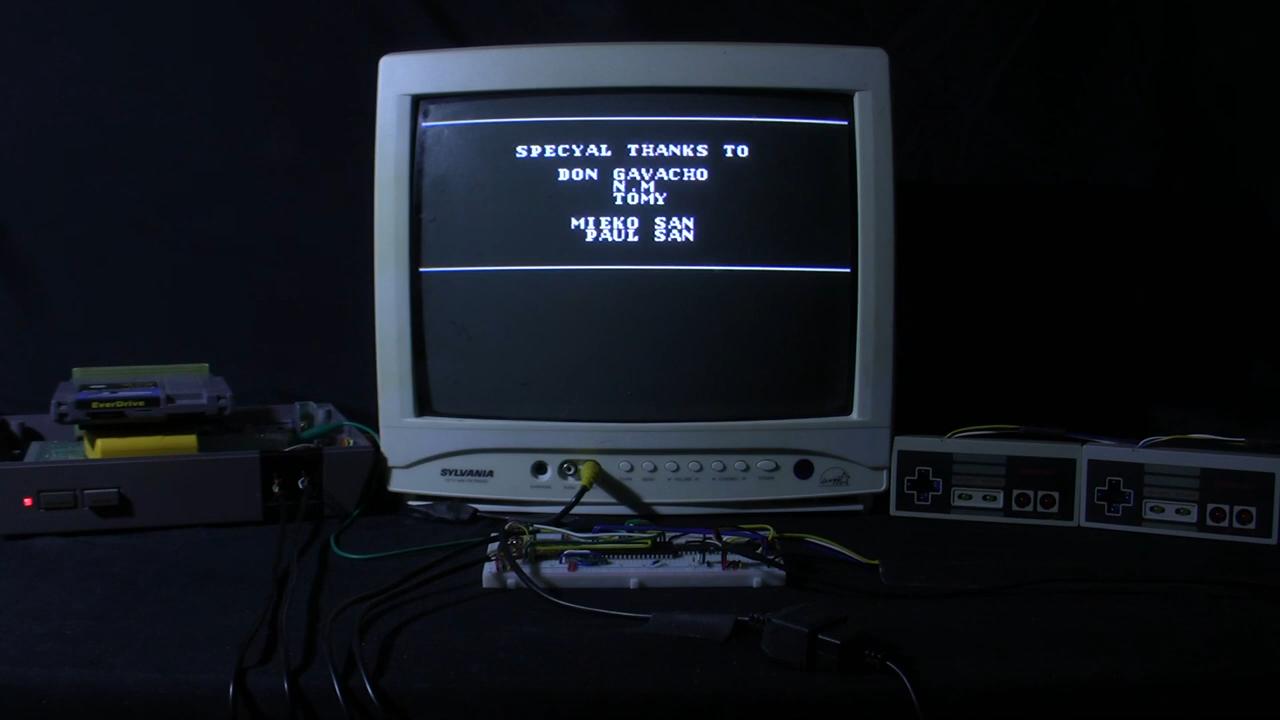 SPECYAL THANKS TO
DON GAVACHO
N.M
TOMY
MIEKO SAN
PAUL SAN
EverDrive
SYLVANIA